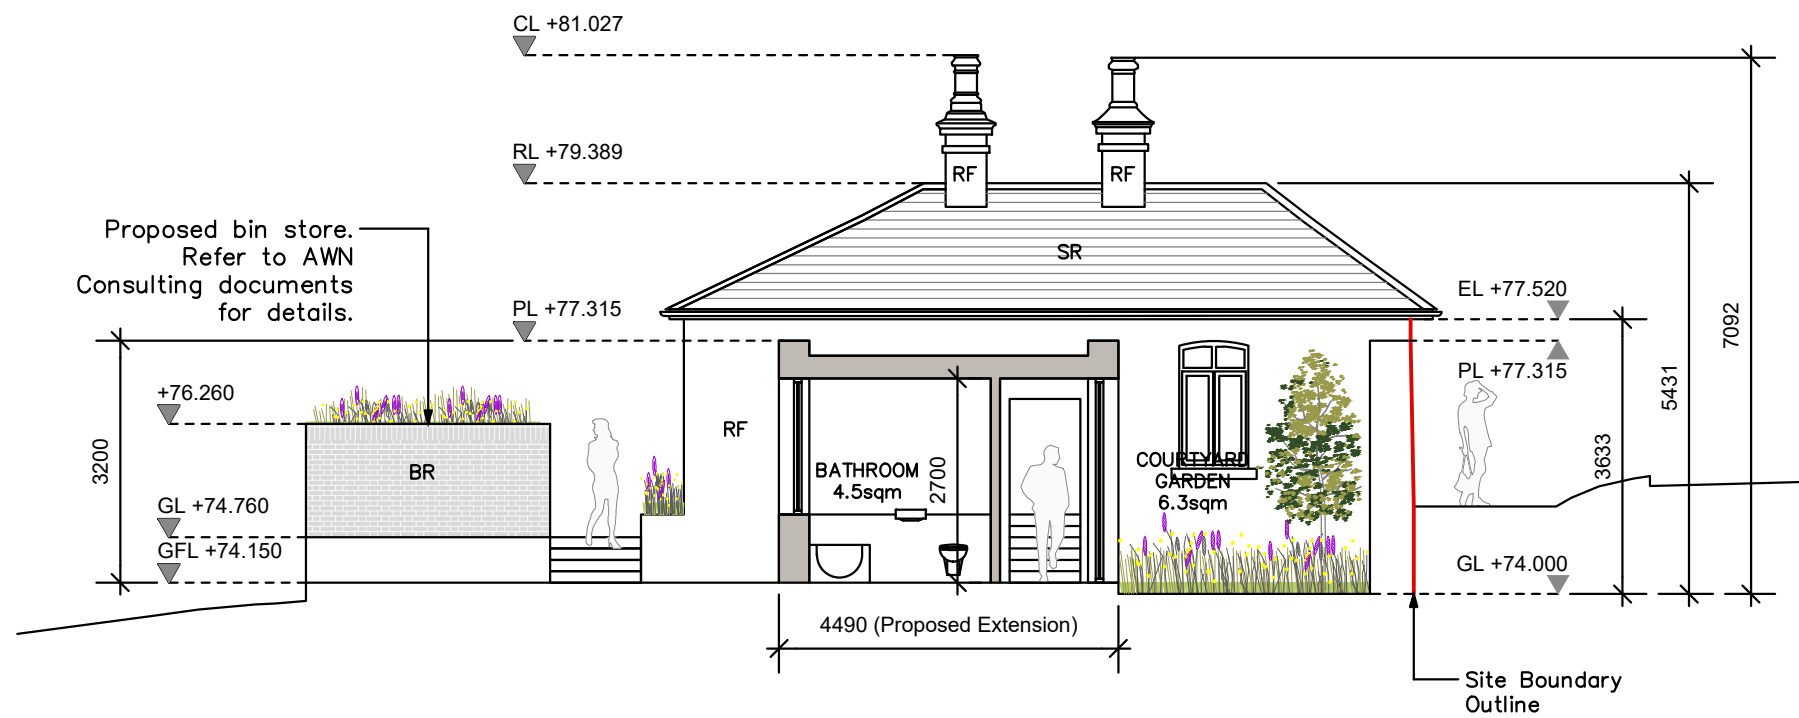 CL +81.027
RL +79.389
RF
RF
Proposed bin store.
Refer to AWN
Consulting documents
for details.
SR
PL +77.315
EL +77.520
7092
+76.260
PL +77.315
5431
3200
RF
3633
BR
BATHROOM
4.5sqm
2700
COURTYARD
GARDEN
6.3sqm
GL +74.760
GFL +74.150
GL +74.000
4490 (Proposed Extension)
Site Boundary
Outline